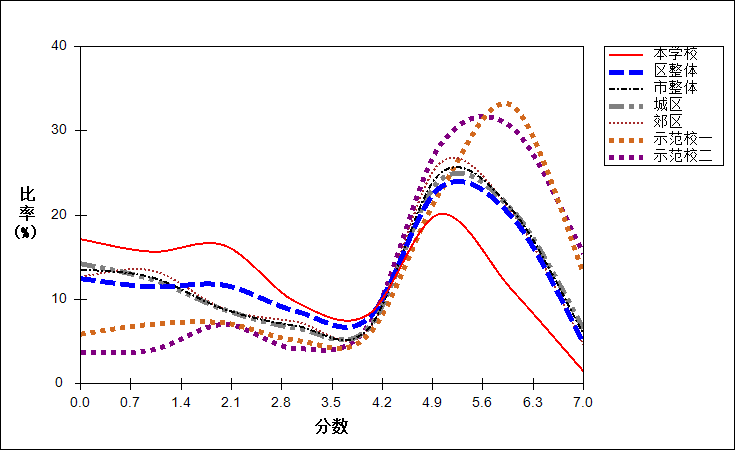 40
30
20
10
0
比
率
(%)
0.0 0.7 1.4 2.1 2.8 3.5 4.2 4.9 5.6 6.3 7.0
分数
本学校
区整体
市整体
城区
郊区
示范校一
示范校二